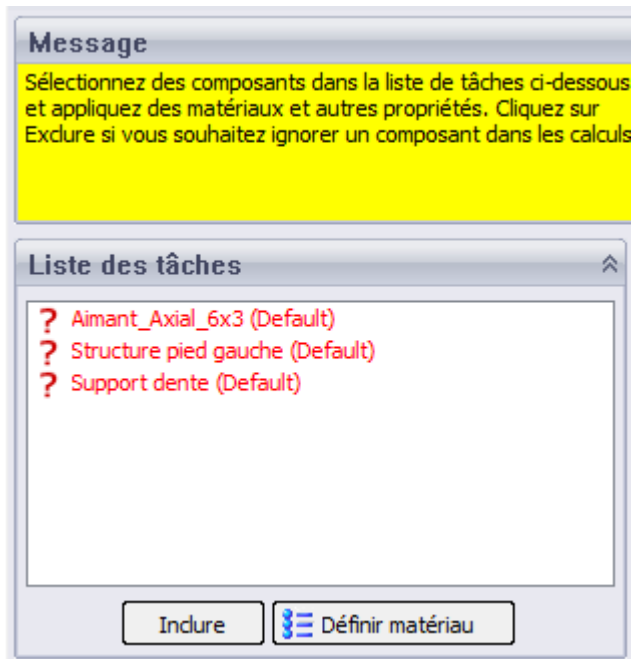 Message
Sélectionnez des composants dans la liste de tâches ci-dessous
et appliquez des matériaux et autres propriétés. Cliquez sur
Exclure si vous souhaitez ignorer un composant dans les calculs
Liste des tâches
? Aimant_Axial_6x3 (Default)
? Structure pied gauche (Default)
? Support dente (Default)
Inclure
Définir matériau